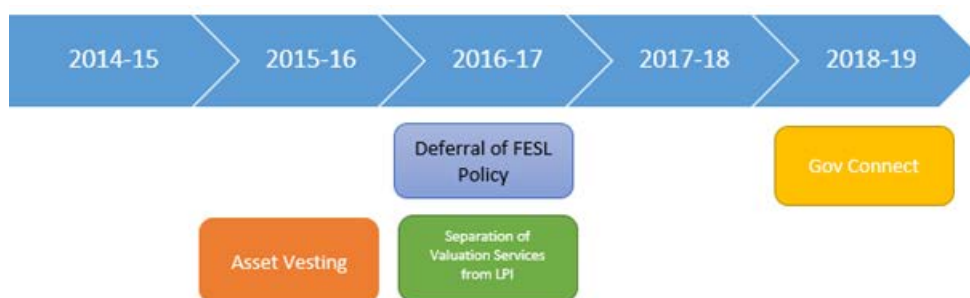 2014-15 2015-16 2016-17 2017-18 2018-19
Deferral of FESL
Policy
Gov Connect
Asset Vesting
Separation of
Valuation Services
from LPI